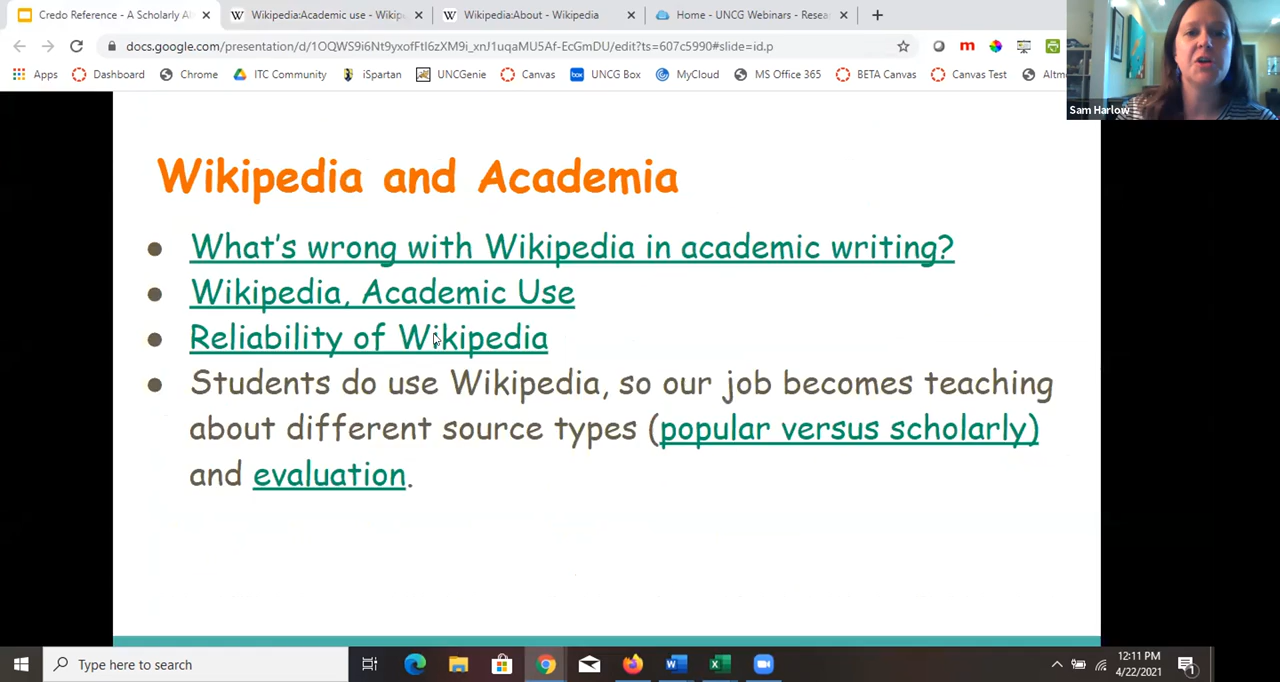 Credo Reference - A Scholarly Al
Wikipedia:Academic use - Wikip
Wikipedia:About - Wikipedia
Home - UNCG Webinars - Resea
docs.google.com/presentation/d/1OQWS9i6Nt9yxofFtI6zXM9i_xnJ1uqaMU5Af-EcGmDU/edit?ts=607c5990#slide=id.p
Apps
Dashboard
Chrome
ITC Community
iSpartan
UNCGenie
Canvas
box
UNCG Box
MyCloud
MS Office 365
BETA Canvas
Canvas Test
Altm
Sam Harlow
Wikipedia and Academia
● What's wrong with Wikipedia in academic writing?
● Wikipedia, Academic Use
● Reliability of Wikipedia
● Students do use Wikipedia, so our job becomes teaching
about different source types (popular versus scholarly)
and evaluation.
Type here to search
12:11 PM
4/22/2021